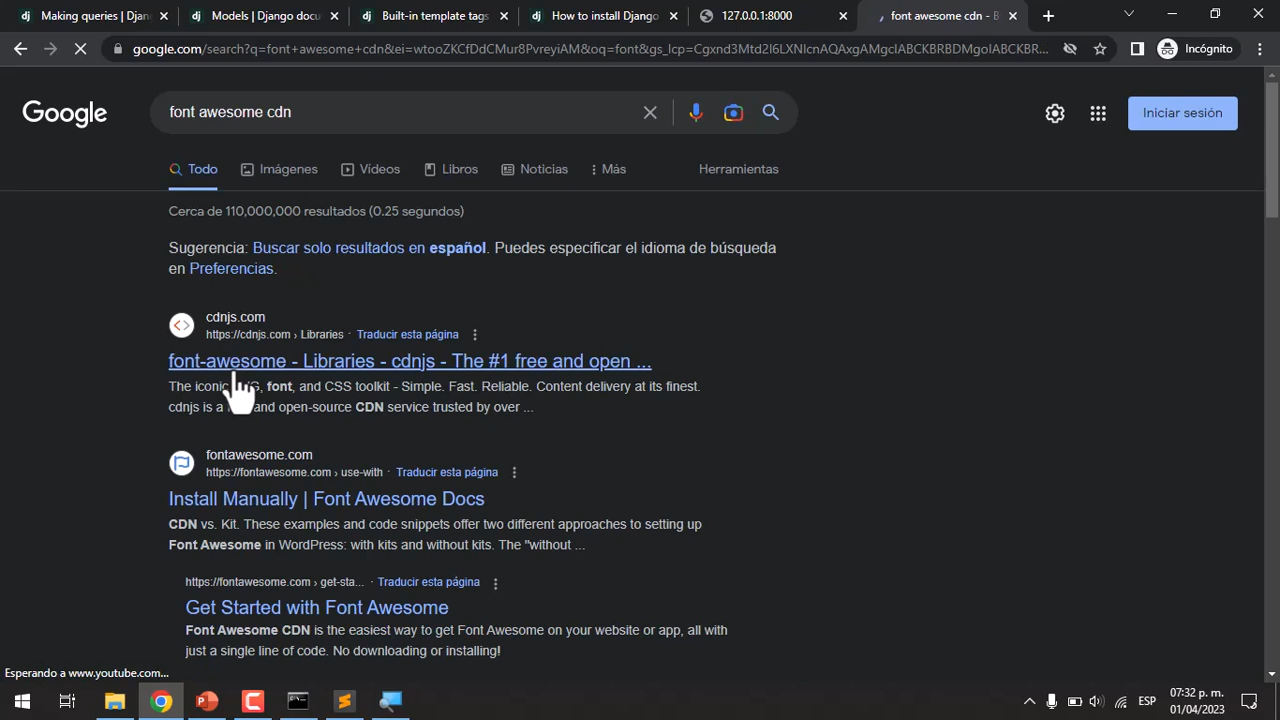 Making queries | Djan
Models | Django docu
Built-in template tags
How to install Django
127.0.0.1:8000
font awesome cdn - B
google.com/search?q=font+awesome+cdn&ei=wtooZKCfDdCMur8PvreyiAM&oq=font&gs_lcp=Cgxnd3Mtd2l6LXNlcnAQAxgAMgcIABCKBRBDMgoIABCKBRCxAxBDMgcIABCKBRBDMgoIABCKBR...
Incógnito
Google
font awesome cdn
Iniciar sesión
Todo
Imágenes
Vídeos
Libros
Noticias
Más
Herramientas
Cerca de 110,000,000 resultados (0.25 segundos)
Sugerencia: Buscar solo resultados en español. Puedes especificar el idioma de búsqueda
en Preferencias.
cdnjs.com
https://cdnjs.com › Libraries · Traducir esta página
font-awesome - Libraries - cdnjs - The #1 free and open ...
The iconic G, font, and CSS toolkit - Simple. Fast. Reliable. Content delivery at its finest.
cdnjs is a and open-source CDN service trusted by over ...
fontawesome.com
https://fontawesome.com › use-with Traducir esta página
Install Manually | Font Awesome Docs
CDN vs. Kit. These examples and code snippets offer two different approaches to setting up
Font Awesome in WordPress: with kits and without kits. The "without ...
https://fontawesome.com › get-sta... · Traducir esta página
Get Started with Font Awesome
Font Awesome CDN is the easiest way to get Font Awesome on your website or app, all with
just a single line of code. No downloading or installing!
Esperando a www.youtube.com...
ESP
07:32 p. m.
01/04/2023